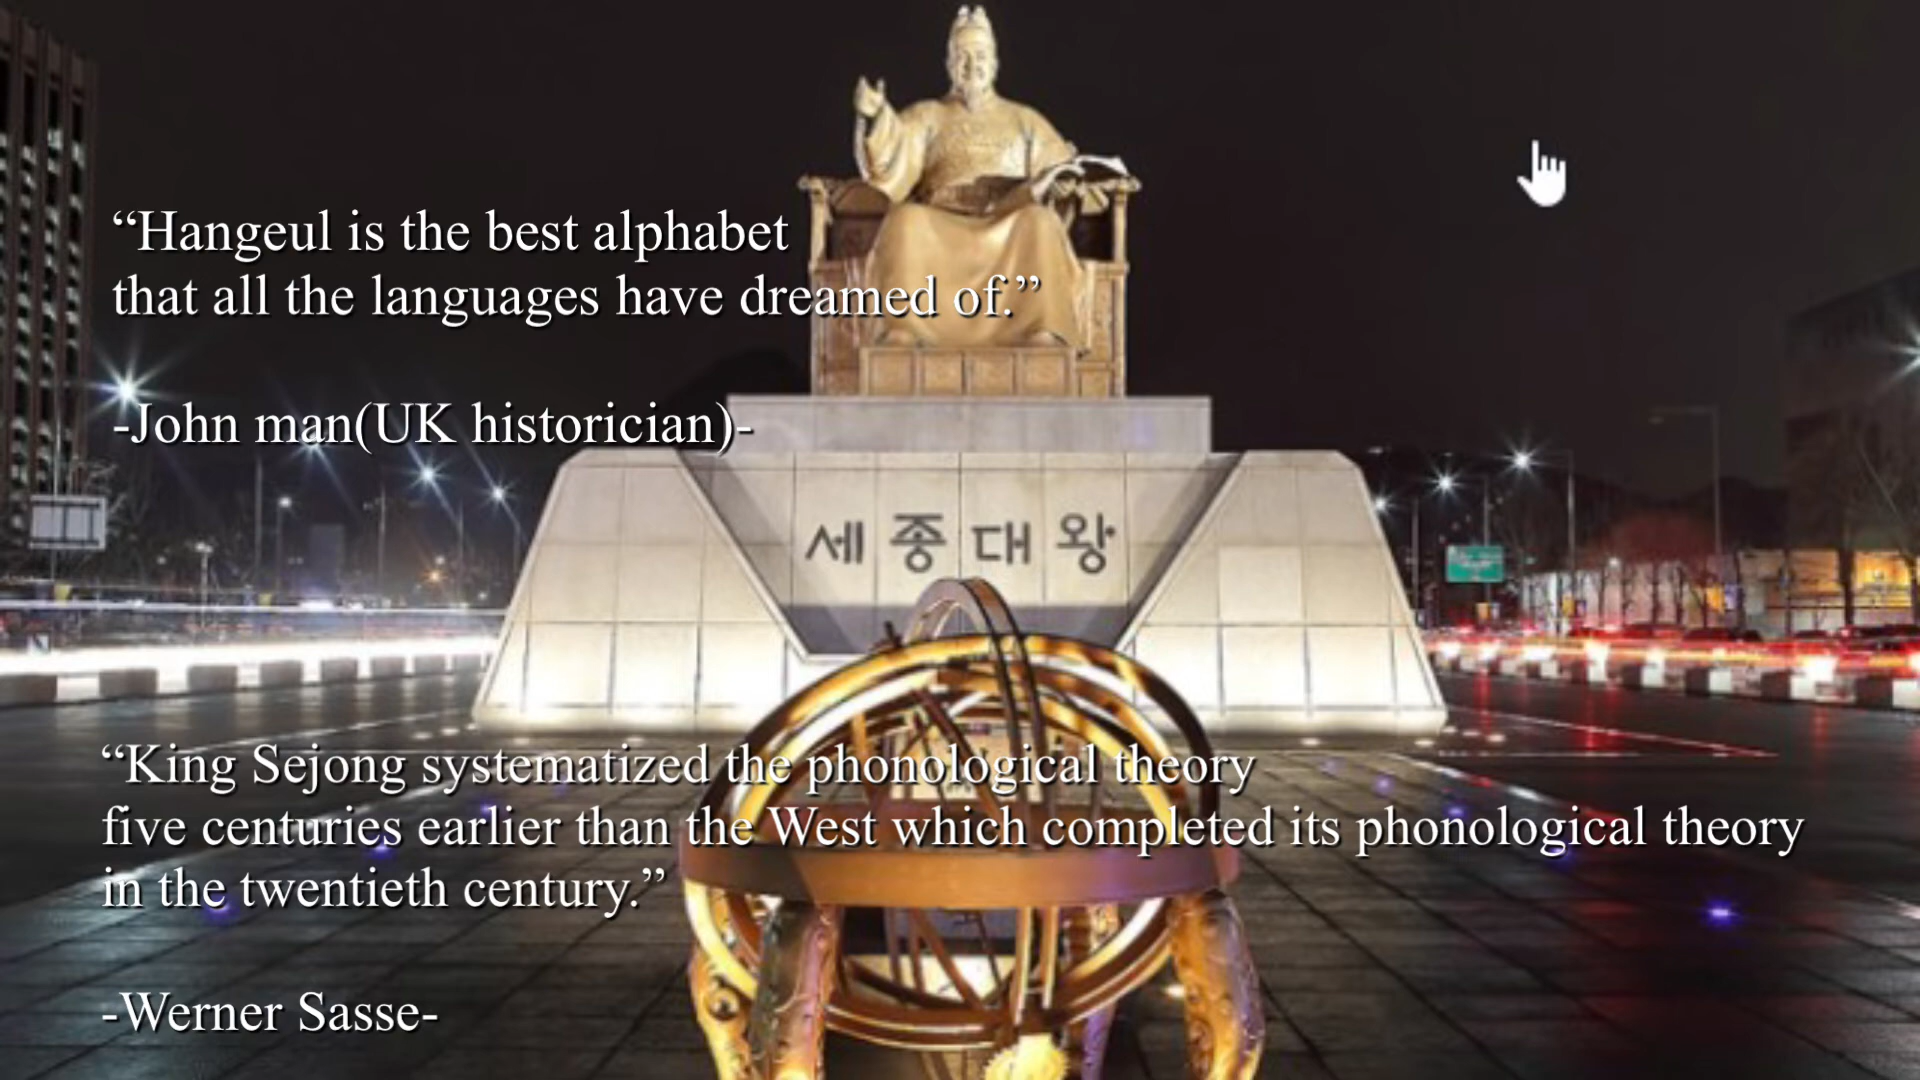 “Hangeul is the best alphabet
that all the languages have dreamed of.”
-John man(UK historician)-
세종대왕
“King Sejong systematized the phonological theory
five centuries earlier than the West which completed its phonological theory
in the twentieth century.”
-Werner Sasse-